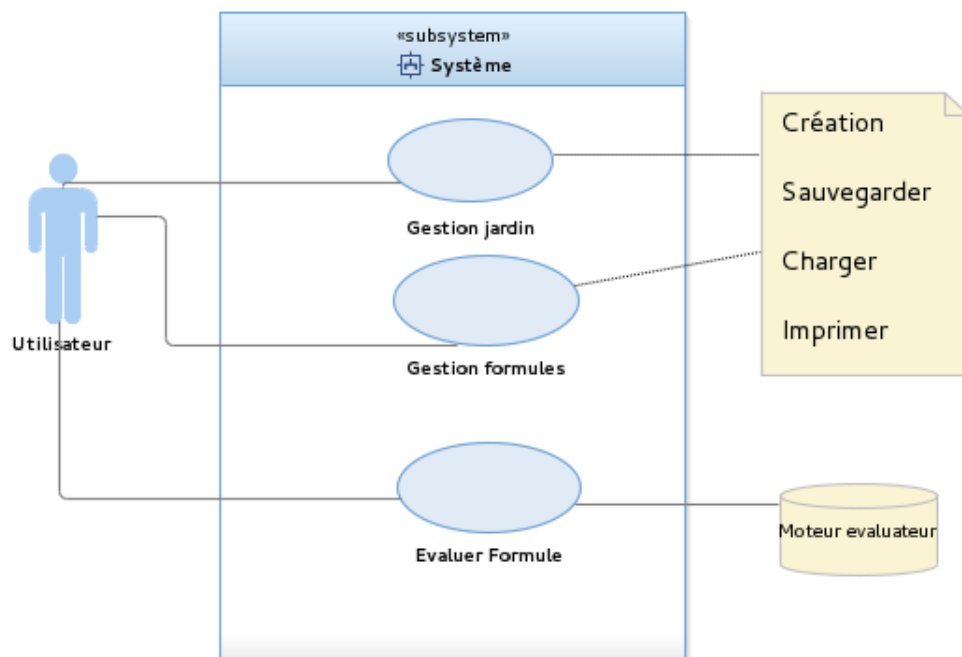 «subsystem»
Système
Création
Sauvegarder
Gestion jardin
Charger
Imprimer
Utilisateur
Gestion formules
Moteur evaluateur
Evaluer Formule